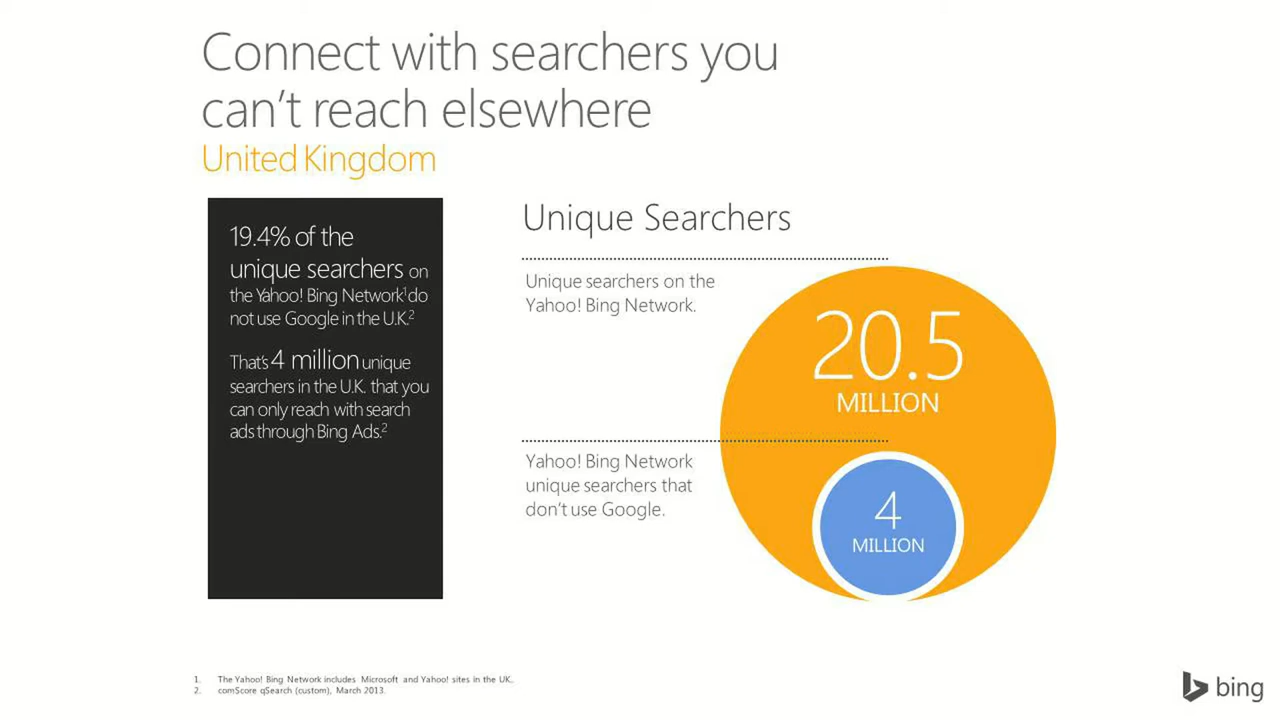 Connect with searchers you
can't reach elsewhere
United Kingdom
19.4% of the
unique searchers on
the Yahoo! Bing Network¹ do
not use Google in the U.K.²
That's 4 million unique
searchers in the U.K. that you
can only reach with search
ads through Bing Ads.²
Unique Searchers
Unique searchers on the
Yahoo! Bing Network.
20.5
MILLION
Yahoo! Bing Network
unique searchers that
don't use Google.
4
MILLION
1. The Yahoo! Bing Network includes Microsoft and Yahoo! sites in the UK.
2. comScore qSearch (custom), March 2013.
bing